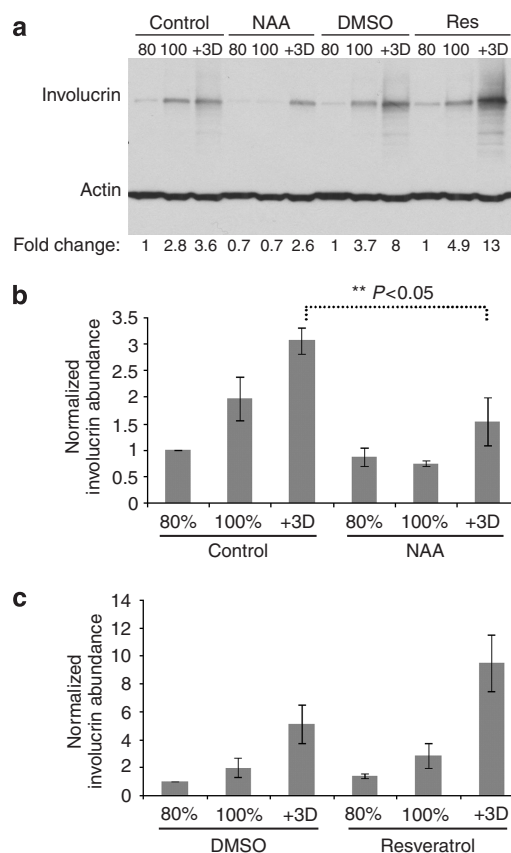 a
Control NAA DMSO Res
80 100 +3D 80 100 +3D 80 100 +3D 80 100 +3D
Involucrin
Actin
Fold change: 1 2.8 3.6 0.7 0.7 2.6 1 3.7 8 1 4.9 13
b
** P<0.05
Normalized
involucrin abundance
3.5
3
2.5
2
1.5
1
0.5
0
80% 100% +3D 80% 100% +3D
Control NAA
c
Normalized
involucrin abundance
14
12
10
8
6
4
2
0
80% 100% +3D 80% 100% +3D
DMSO Resveratrol